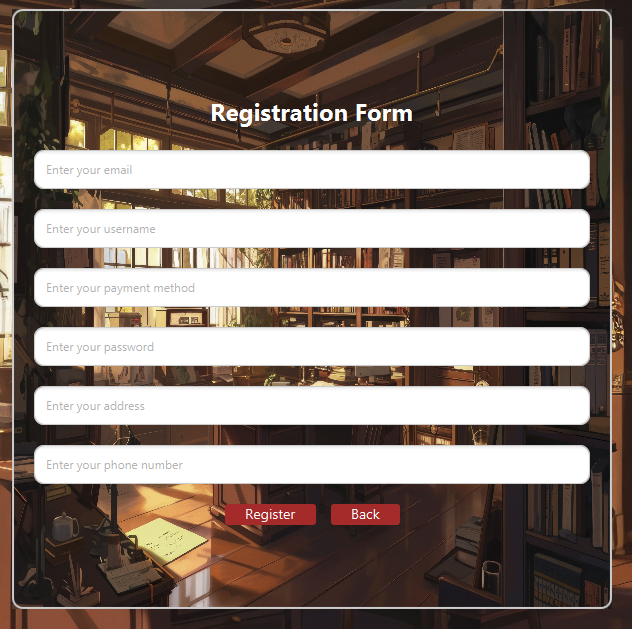 Registration Form
Enter your email
Enter your username
Enter your payment method
Enter your password
Enter your address
Enter your phone number
Register Back